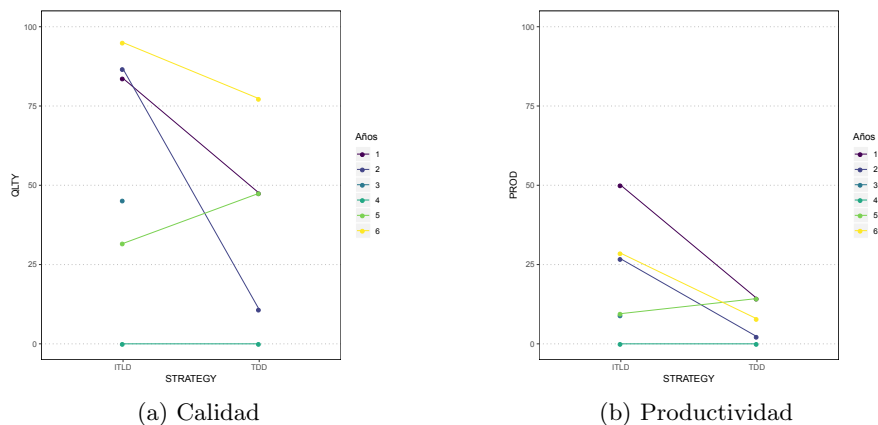 100
75
50
25
0
QLTY
ITLD
TDD
STRATEGY
Años
1
2
3
4
5
6
(a) Calidad
100
75
50
25
0
PROD
ITLD
TDD
STRATEGY
Años
1
2
3
4
5
6
(b) Productividad